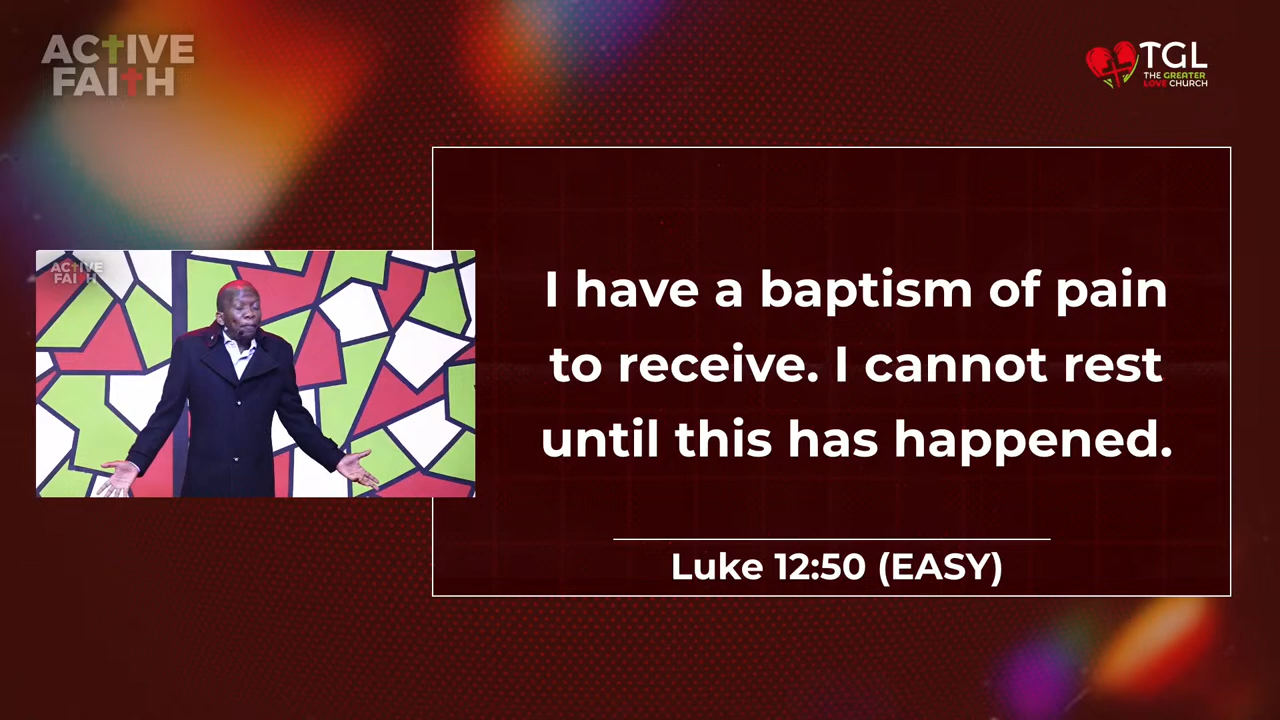 ACTIVE
FAITH
TGL
THE GREATER
LOVE CHURCH
ACTIVE
FAITH
I have a baptism of pain
to receive. I cannot rest
until this has happened.
Luke 12:50 (EASY)